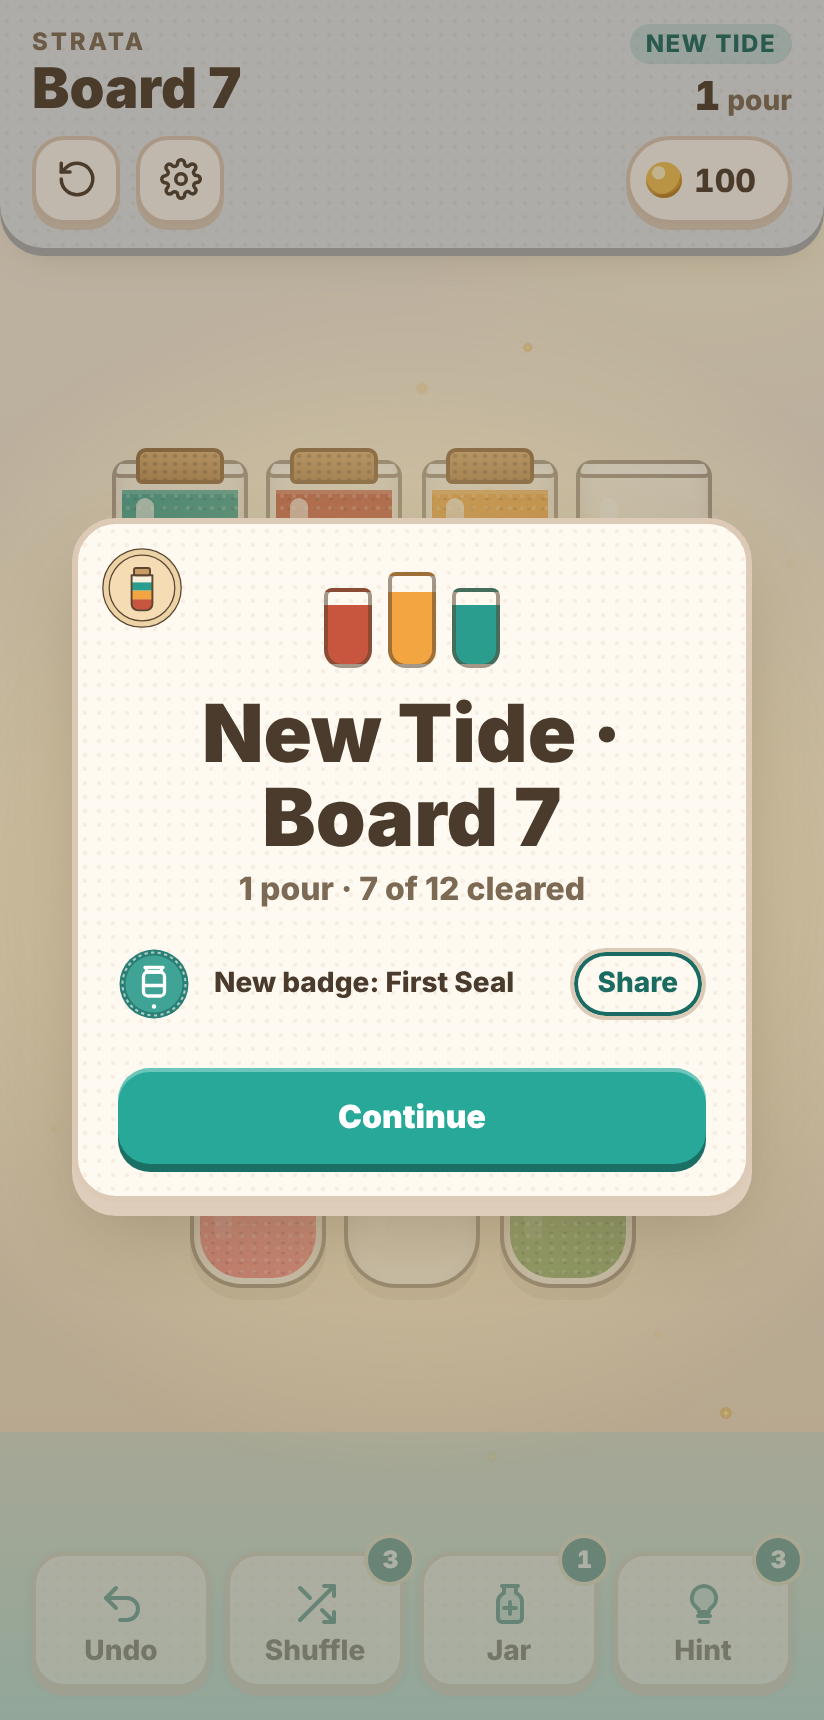 STRATA
Board 7
NEW TIDE
1 pour
100
New Tide ·
Board 7
1 pour · 7 of 12 cleared
New badge: First Seal
Share
Continue
3
1
3
Undo
Shuffle
Jar
Hint